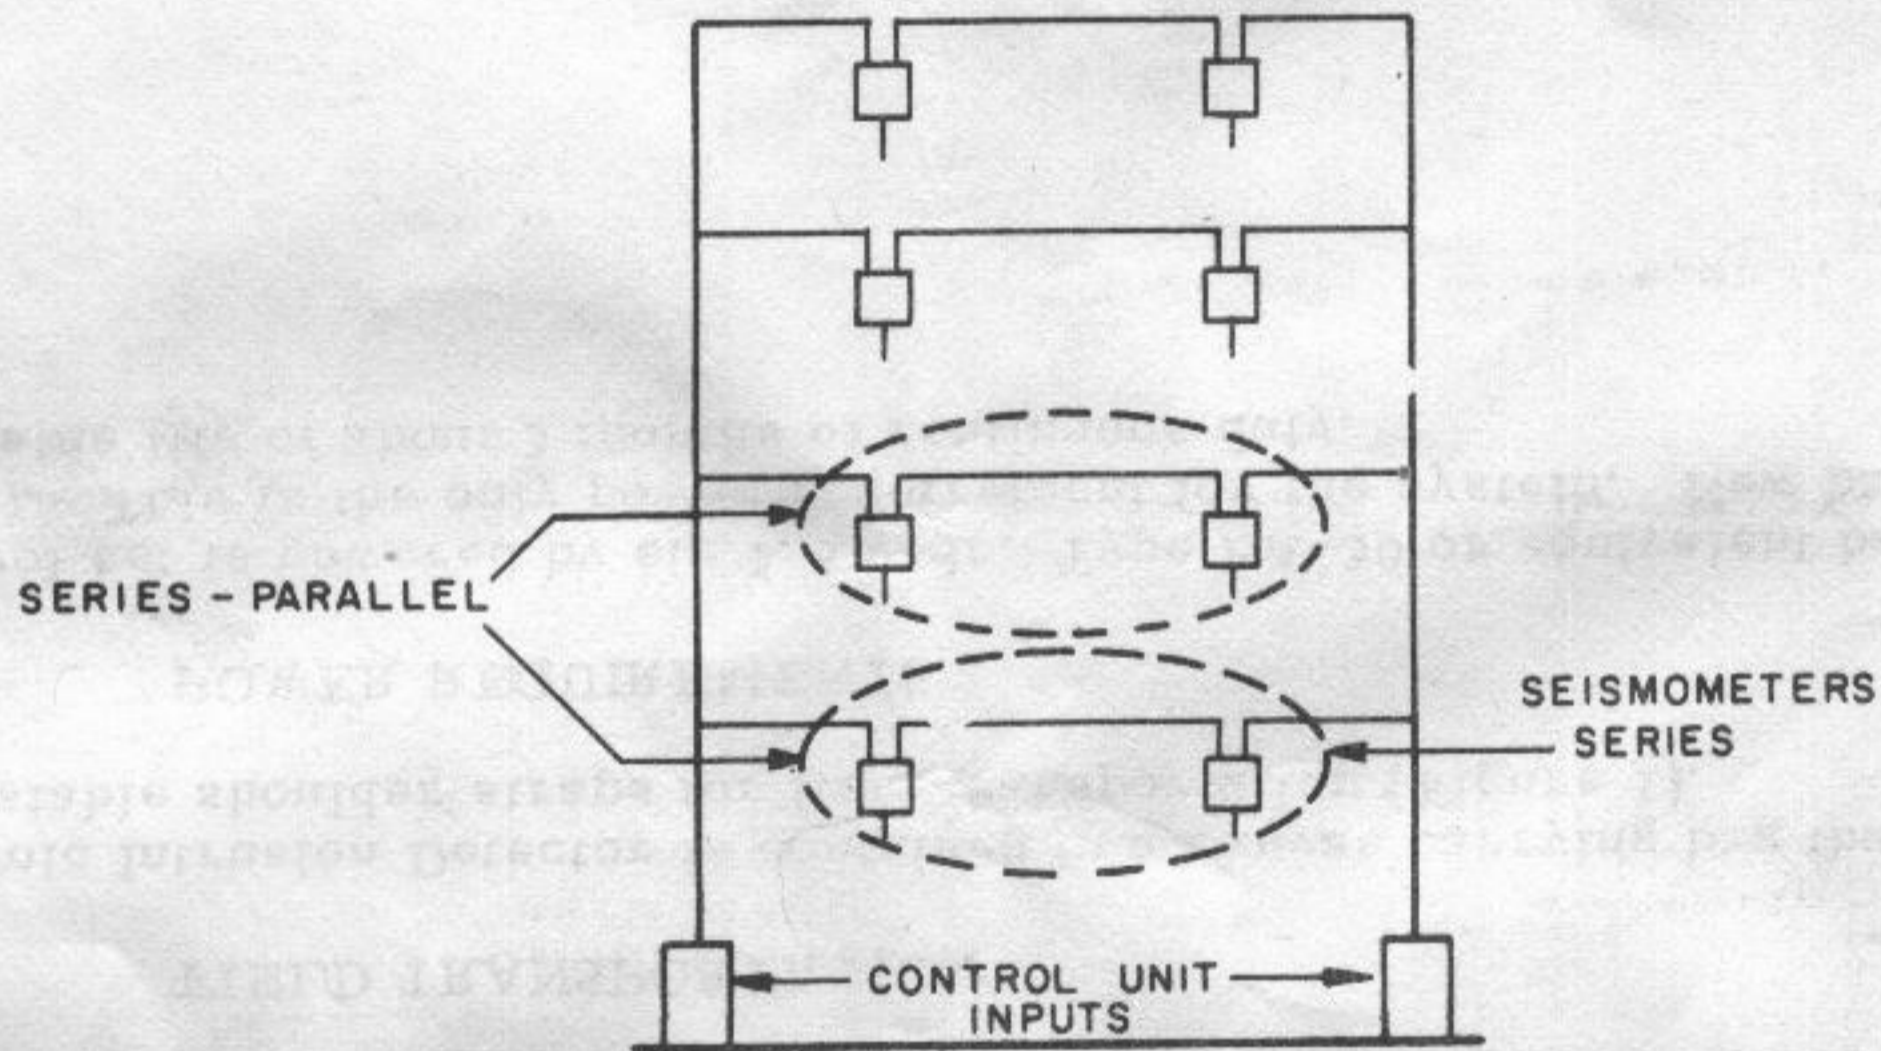 SERIES - PARALLEL
SEISMOMETERS
SERIES
CONTROL UNIT
INPUTS